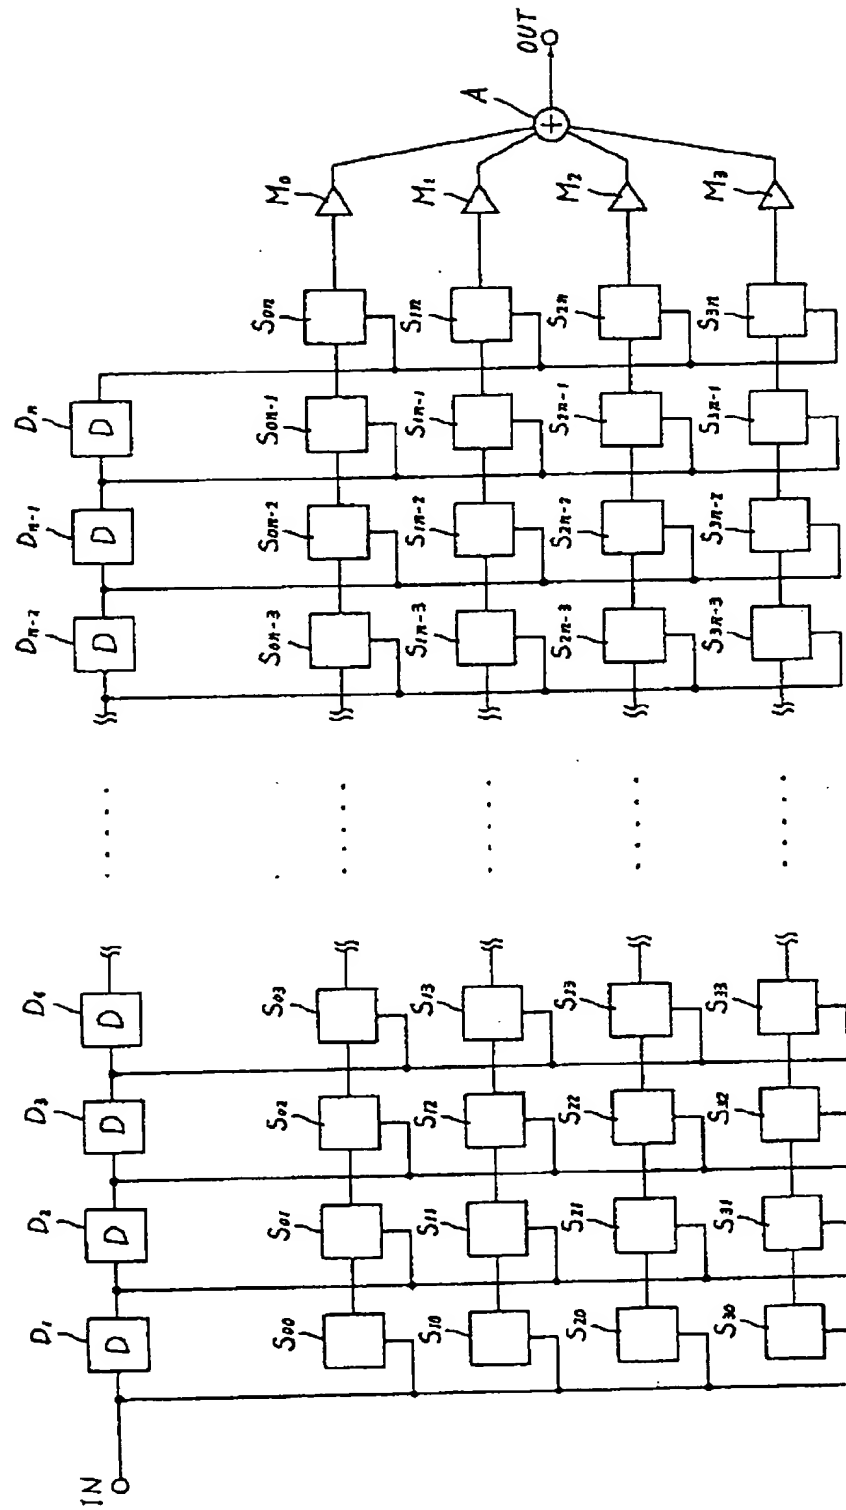 D₁ D₂ D₃ D₄ Dₙ₋₂ Dₙ₋₁ Dₙ
IN D D D D ..... D D D
S₀₀ S₀₁ S₀₂ S₀₃ S₀ₙ₋₃ S₀ₙ₋₂ S₀ₙ₋₁ S₀ₙ M₀
.....
S₁₀ S₁₁ S₁₂ S₁₃ S₁ₙ₋₃ S₁ₙ₋₂ S₁ₙ₋₁ S₁ₙ M₁
.....
A OUT
+
S₂₀ S₂₁ S₂₂ S₂₃ S₂ₙ₋₃ S₂ₙ₋₂ S₂ₙ₋₁ S₂ₙ M₂
.....
S₃₀ S₃₁ S₃₂ S₃₃ S₃ₙ₋₃ S₃ₙ₋₂ S₃ₙ₋₁ S₃ₙ M₃
.....